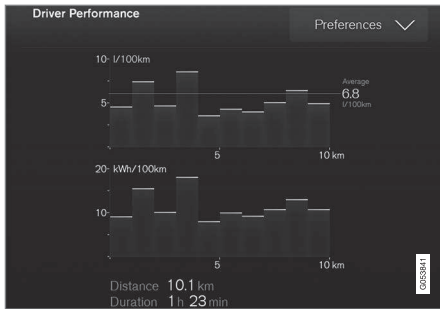 Driver Performance
Preferences
10 l/100km
Average
6.8
l/100km
5
5
10 km
20 kWh/100km
10
5
10 km
Distance 10.1 km
Duration 1 h 23 min
G053841